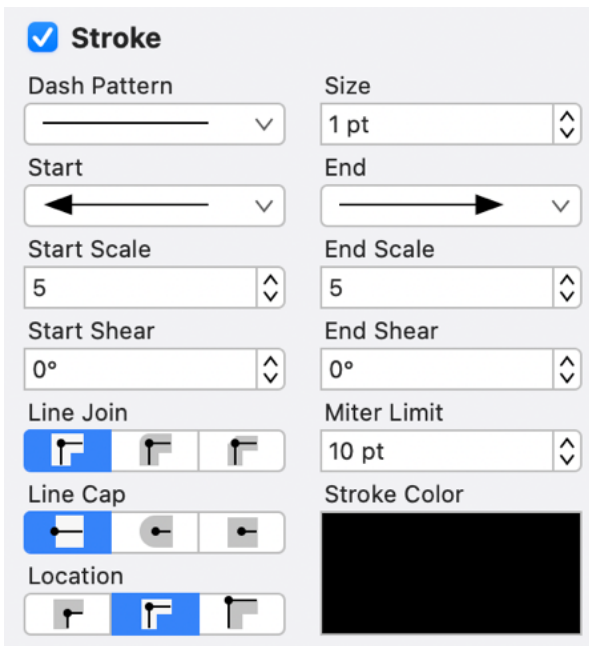 Stroke
Dash Pattern
Size
1 pt
Start
End
Start Scale
End Scale
5
5
Start Shear
End Shear
0°
0°
Line Join
Miter Limit
10 pt
Line Cap
Stroke Color
Location